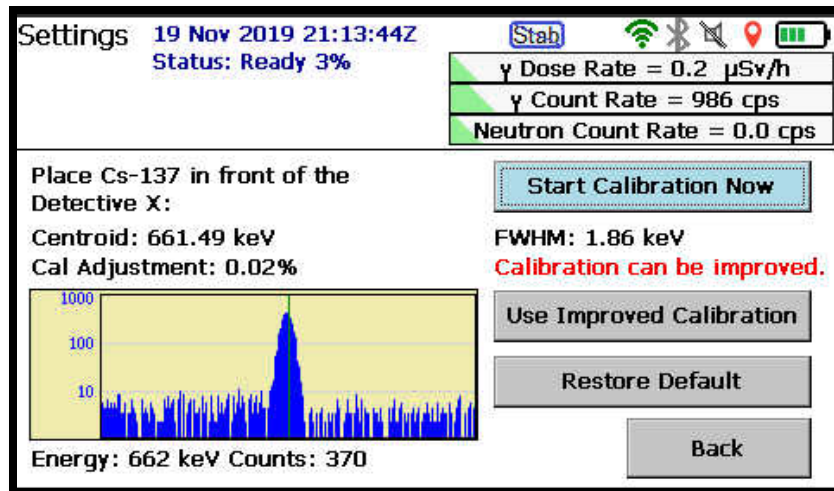 Settings 19 Nov 2019 21:13:44Z Stab
Status: Ready 3%
γ Dose Rate = 0.2 µSv/h
γ Count Rate = 986 cps
Neutron Count Rate = 0.0 cps
Place Cs-137 in front of the
Detective X:
Start Calibration Now
Centroid: 661.49 keV
FWHM: 1.86 keV
Cal Adjustment: 0.02%
Calibration can be improved.
1000
100
10
Use Improved Calibration
Restore Default
Back
Energy: 662 keV Counts: 370